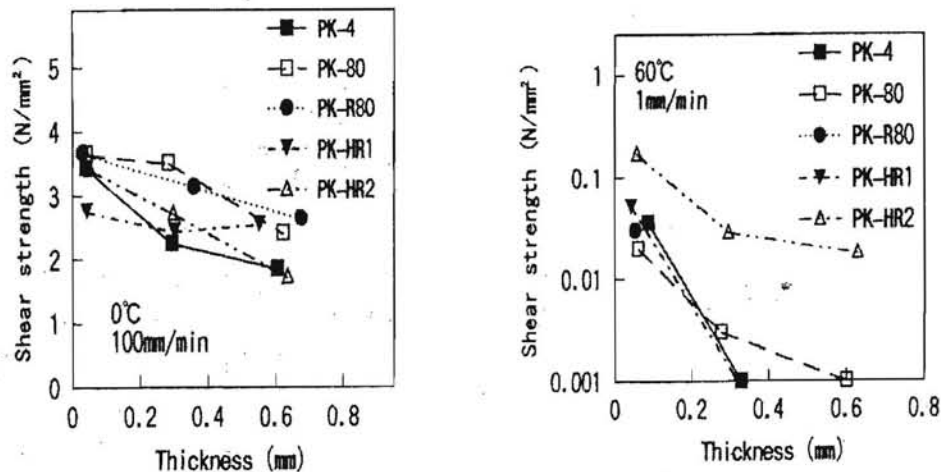 Shear strength (N/mm²)
5
4
3
2
1
0
PK-4
PK-80
PK-R80
PK-HR1
PK-HR2
0℃
100mm/min
0 0.2 0.4 0.6 0.8
Thickness (mm)
Shear strength (N/mm²)
1
0.1
0.01
0.001
60℃
1mm/min
PK-4
PK-80
PK-R80
PK-HR1
PK-HR2
0 0.2 0.4 0.6 0.8
Thickness (mm)